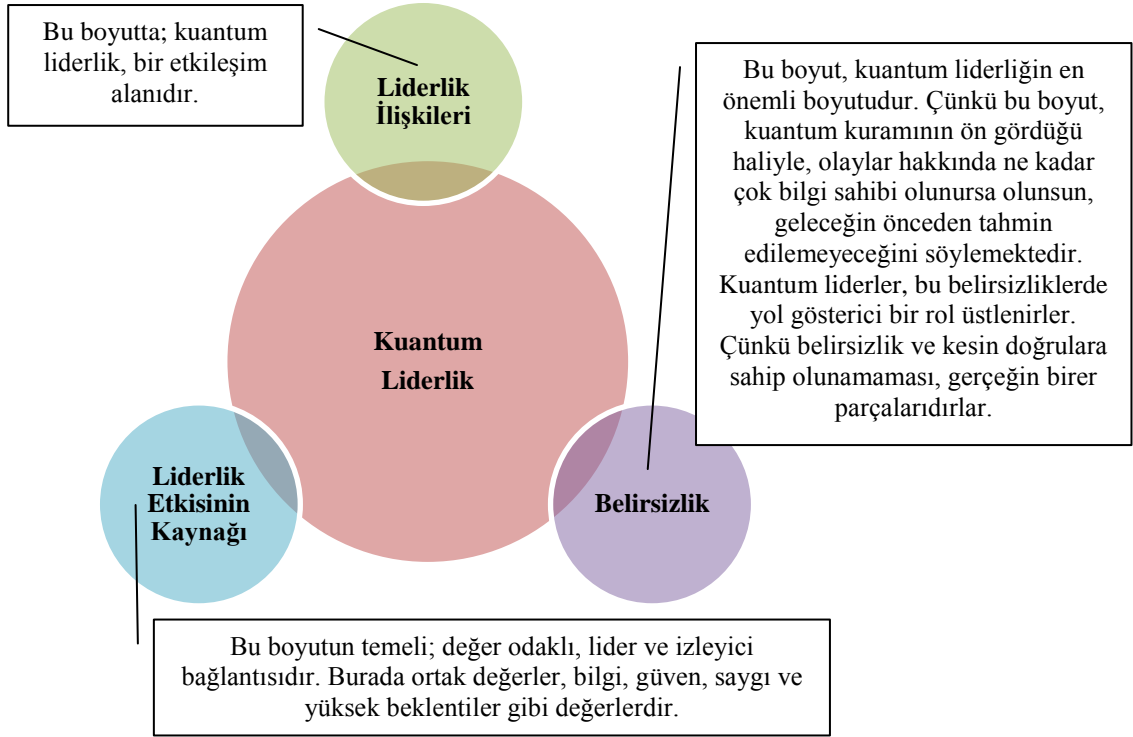 Bu boyutta; kuantum
liderlik, bir etkileşim
alanıdır.
Liderlik
İlişkileri
Bu boyut, kuantum liderliğin en
önemli boyutudur. Çünkü bu boyut,
kuantum kuramının ön gördüğü
haliyle, olaylar hakkında ne kadar
çok bilgi sahibi olunursa olunsun,
geleceğin önceden tahmin
edilemeyeceğini söylemektedir.
Kuantum liderler, bu belirsizliklerde
yol gösterici bir rol üstlenirler.
Çünkü belirsizlik ve kesin doğrulara
sahip olunamaması, gerçeğin birer
parçalarıdırlar.
Kuantum
Liderlik
Liderlik
Etkisinin
Kaynağı
Belirsizlik
Bu boyutun temeli; değer odaklı, lider ve izleyici
bağlantısıdır. Burada ortak değerler, bilgi, güven, saygı ve
yüksek beklentiler gibi değerlerdir.